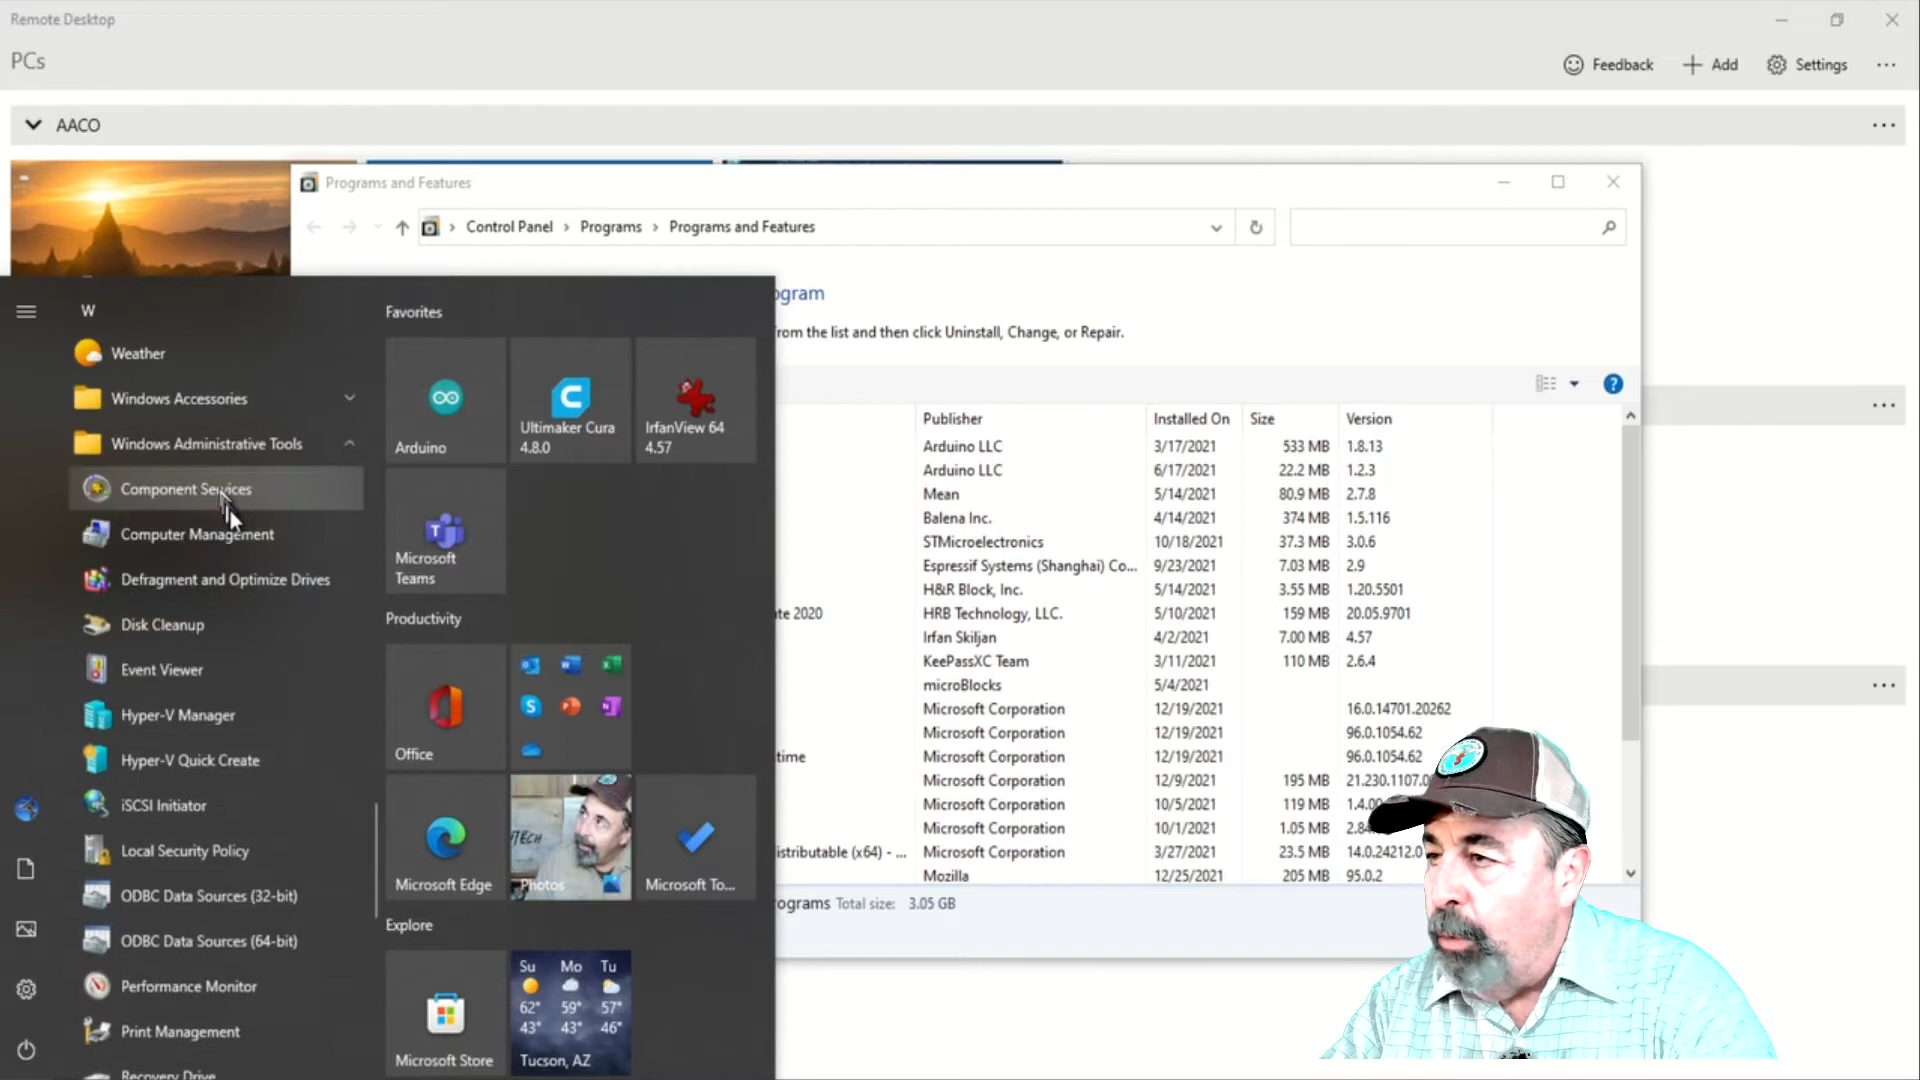 Remote Desktop
PCs
Feedback
Add
Settings
AACO
Programs and Features
Control Panel
Programs
Programs and Features
ogram
from the list and then click Uninstall, Change, or Repair.
W
Weather
Windows Accessories
Windows Administrative Tools
Component Services
Computer Management
Defragment and Optimize Drives
Disk Cleanup
Event Viewer
Hyper-V Manager
Hyper-V Quick Create
iSCSI Initiator
Local Security Policy
ODBC Data Sources (32-bit)
ODBC Data Sources (64-bit)
Performance Monitor
Print Management
Recovery Drive
Favorites
Arduino
Ultimaker Cura
4.8.0
IrfanView 64
4.57
Microsoft
Teams
Productivity
Office
Microsoft Edge
Photos
Microsoft To...
Explore
Microsoft Store
Su Mo Tu
62° 59° 57°
43° 43° 46°
Tucson, AZ
Publisher Installed On Size Version
Arduino LLC 3/17/2021 533 MB 1.8.13
Arduino LLC 6/17/2021 22.2 MB 1.2.3
Mean 5/14/2021 80.9 MB 2.7.8
Balena Inc. 4/14/2021 374 MB 1.5.116
STMicroelectronics 10/18/2021 37.3 MB 3.0.6
Espressif Systems (Shanghai) Co... 9/23/2021 7.03 MB 2.9
H&R Block, Inc. 5/14/2021 3.55 MB 1.20.5501
te 2020 HRB Technology, LLC. 5/10/2021 159 MB 20.05.9701
Irfan Skiljan 4/2/2021 7.00 MB 4.57
KeePassXC Team 3/11/2021 110 MB 2.6.4
microBlocks 5/4/2021
Microsoft Corporation 12/19/2021 16.0.14701.20262
Microsoft Corporation 12/19/2021 96.0.1054.62
time Microsoft Corporation 12/19/2021 96.0.1054.62
Microsoft Corporation 12/9/2021 195 MB 21.230.1107.0
Microsoft Corporation 10/5/2021 119 MB 1.4.00
Microsoft Corporation 10/1/2021 1.05 MB 2.84
istributable (x64) - ... Microsoft Corporation 3/27/2021 23.5 MB 14.0.24212.0
Mozilla 12/25/2021 205 MB 95.0.2
ograms Total size: 3.05 GB